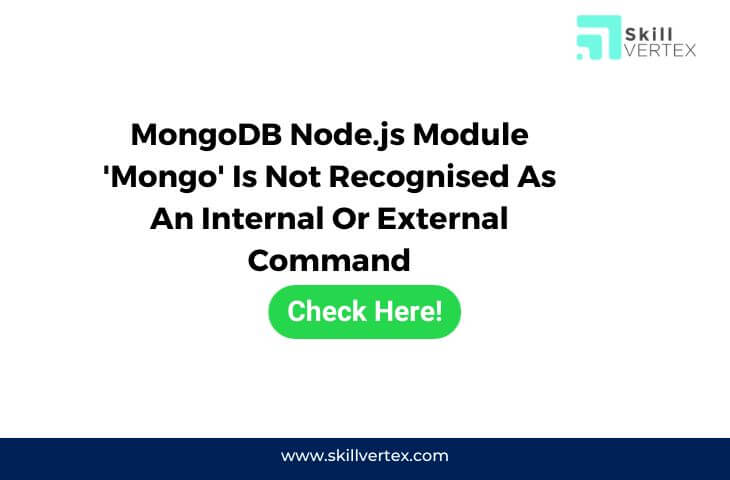 Skill
VERTEX
MongoDB Node.js Module
'Mongo' Is Not Recognised As
An Internal Or External
Command
Check Here!
www.skillvertex.com